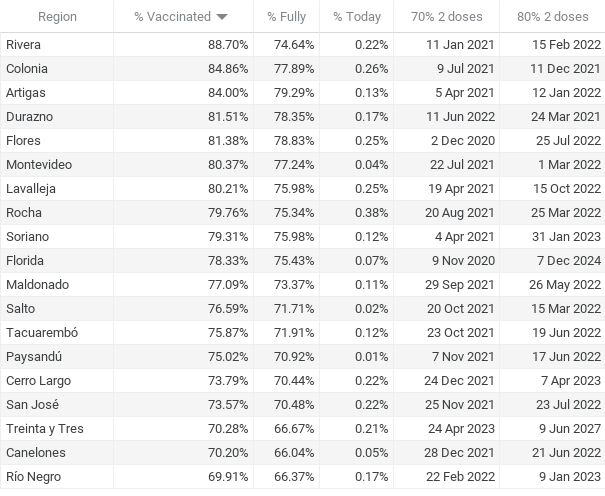 Region % Vaccinated % Fully % Today 70% 2 doses 80% 2 doses
Rivera 88.70% 74.64% 0.22% 11 Jan 2021 15 Feb 2022
Colonia 84.86% 77.89% 0.26% 9 Jul 2021 11 Dec 2021
Artigas 84.00% 79.29% 0.13% 5 Apr 2021 12 Jan 2022
Durazno 81.51% 78.35% 0.17% 11 Jun 2022 24 Mar 2021
Flores 81.38% 78.83% 0.25% 2 Dec 2020 25 Jul 2022
Montevideo 80.37% 77.24% 0.04% 22 Jul 2021 1 Mar 2022
Lavalleja 80.21% 75.98% 0.25% 19 Apr 2021 15 Oct 2022
Rocha 79.76% 75.34% 0.38% 20 Aug 2021 25 Mar 2022
Soriano 79.31% 75.98% 0.12% 4 Apr 2021 31 Jan 2023
Florida 78.33% 75.43% 0.07% 9 Nov 2020 7 Dec 2024
Maldonado 77.09% 73.37% 0.11% 29 Sep 2021 26 May 2022
Salto 76.59% 71.71% 0.02% 20 Oct 2021 15 Mar 2022
Tacuarembó 75.87% 71.91% 0.12% 23 Oct 2021 19 Jun 2022
Paysandú 75.02% 70.92% 0.01% 7 Nov 2021 17 Jun 2022
Cerro Largo 73.79% 70.44% 0.22% 24 Dec 2021 7 Apr 2023
San José 73.57% 70.48% 0.22% 25 Nov 2021 23 Jul 2022
Treinta y Tres 70.28% 66.67% 0.21% 24 Apr 2023 9 Jun 2027
Canelones 70.20% 66.04% 0.05% 28 Dec 2021 21 Jun 2022
Río Negro 69.91% 66.37% 0.17% 22 Feb 2022 9 Jan 2023